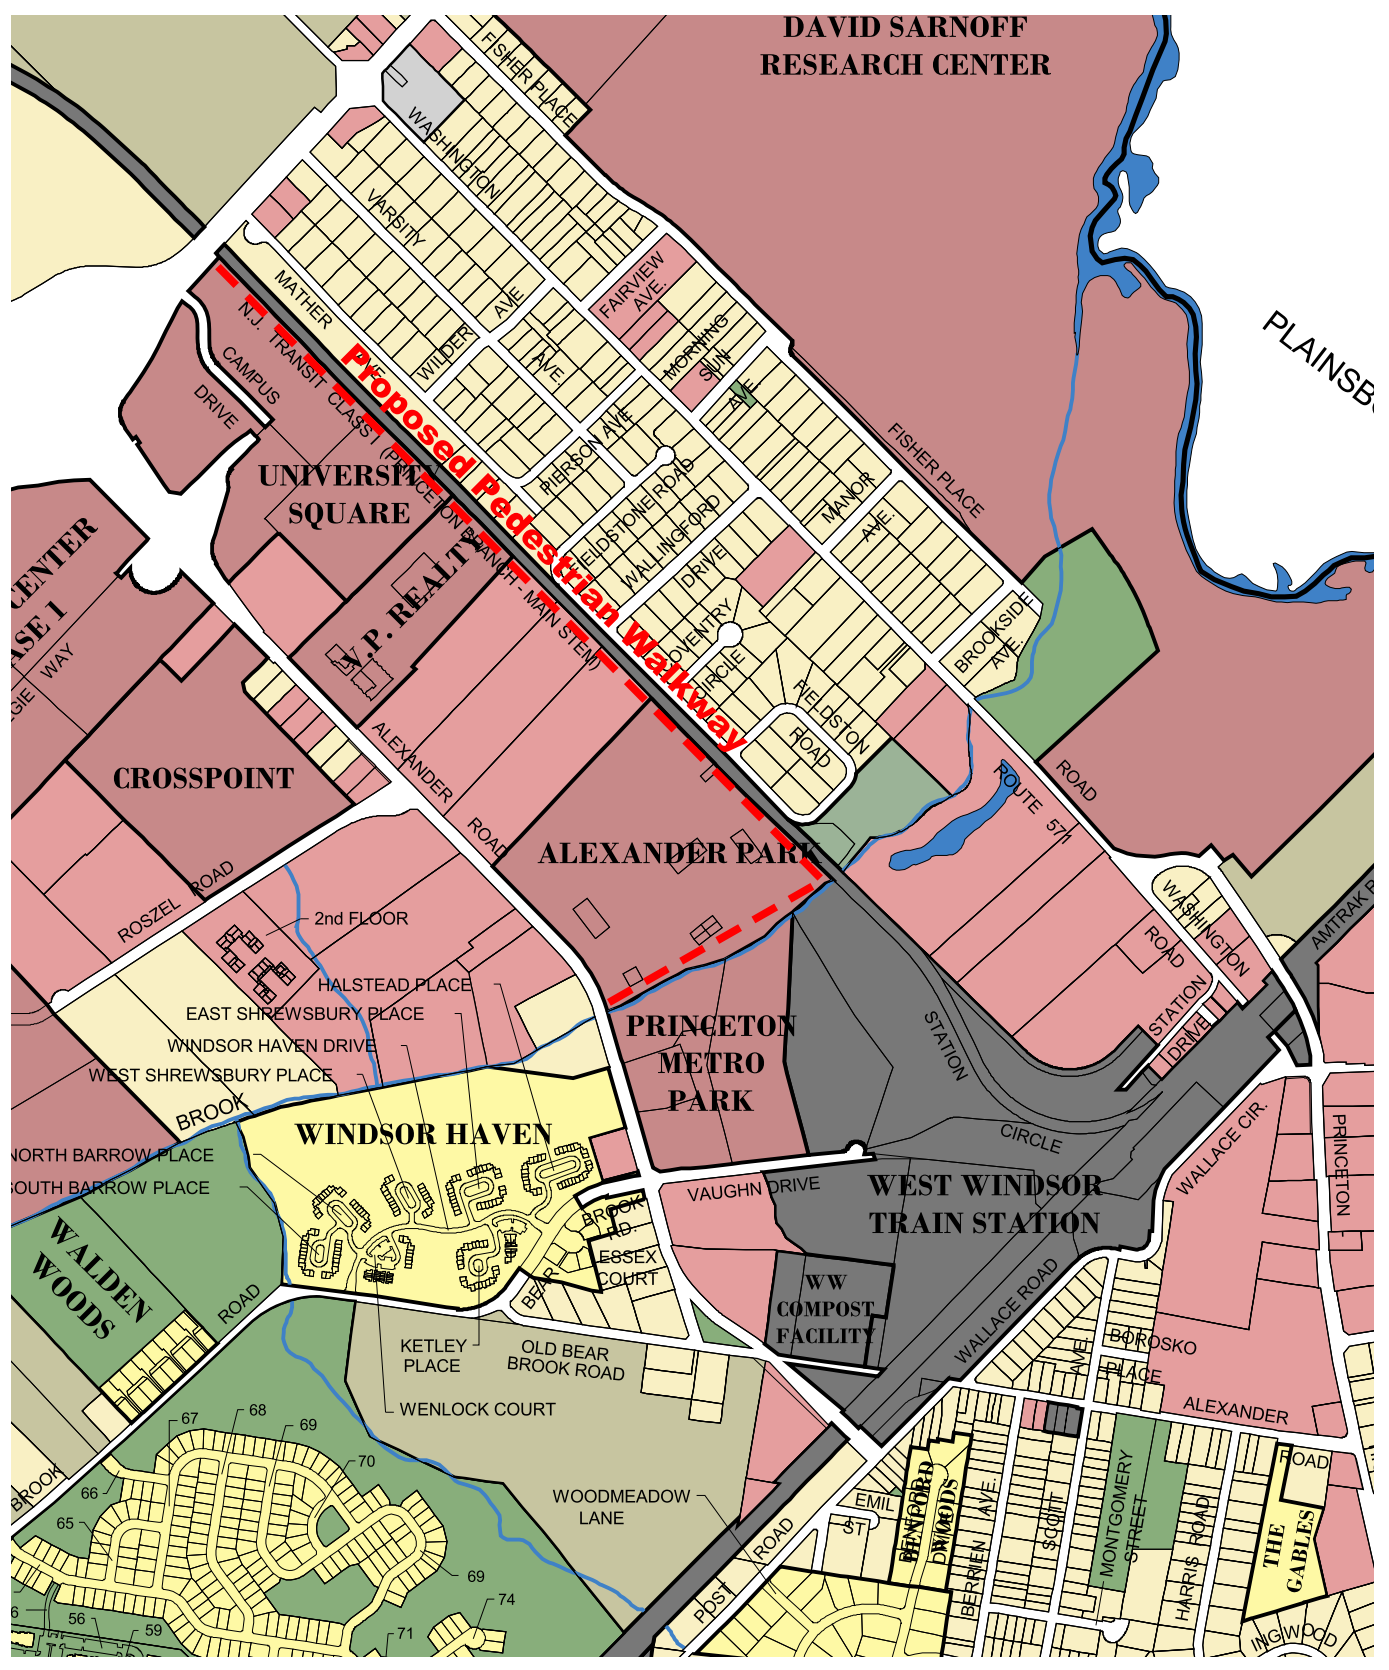 DAVID SARNOFF
RESEARCH CENTER
FISHER PLACE
WASHINGTON
VARSITY
AVE.
MATHER
AVE.
WILDER
AVE
FAIRVIEW
AVE.
MORNING
SUN
AVE.
PLAINSB
N.J. TRANSIT CLASS I (PRINCETON BRANCH - MAIN STEM)
Proposed Pedestrian Walkway
CAMPUS
DRIVE
UNIVERSITY
SQUARE
PIERSON AVE
FIELDSTONE ROAD
WALLINGFORD
DRIVE
COVENTRY
CIRCLE
FISHER PLACE
MANOR
AVE.
BROOKSIDE
AVE.
FIELDSTON
ROAD
V.P. REALTY
CENTER
ASE 1
GIE WAY
CROSSPOINT
ALEXANDER
ROAD
ROUTE 571
ROAD
ALEXANDER PARK
ROSZEL ROAD
2nd FLOOR
WASHINGTON
ROAD
STATION
DRIVE
AMTRAK R
HALSTEAD PLACE
EAST SHREWSBURY PLACE
WINDSOR HAVEN DRIVE
WEST SHREWSBURY PLACE
PRINCETON
METRO
PARK
STATION
CIRCLE
BROOK
WINDSOR HAVEN
NORTH BARROW PLACE
SOUTH BARROW PLACE
WALLACE CIR.
PRINCETON
VAUGHN DRIVE
WEST WINDSOR
TRAIN STATION
BROOK
RD.
ESSEX
COURT
BEAR
WALDEN
WOODS
ROAD
WW
COMPOST
FACILITY
WALLACE ROAD
KETLEY
PLACE
OLD BEAR
BROOK ROAD
AVE.
BOROSKO
PLACE
WENLOCK COURT
ALEXANDER
ROAD
67
68
69
70
66
65
BROOK
WOODMEADOW
LANE
EMIL
ST
BENFORD
DRIVE
BENFORD
WOODS
BERRIEN AVE.
SCOTT
MONTGOMERY
STREET
HARRIS ROAD
THE
GABLES
POST ROAD
69
74
6
56
59
71
INGWOOD